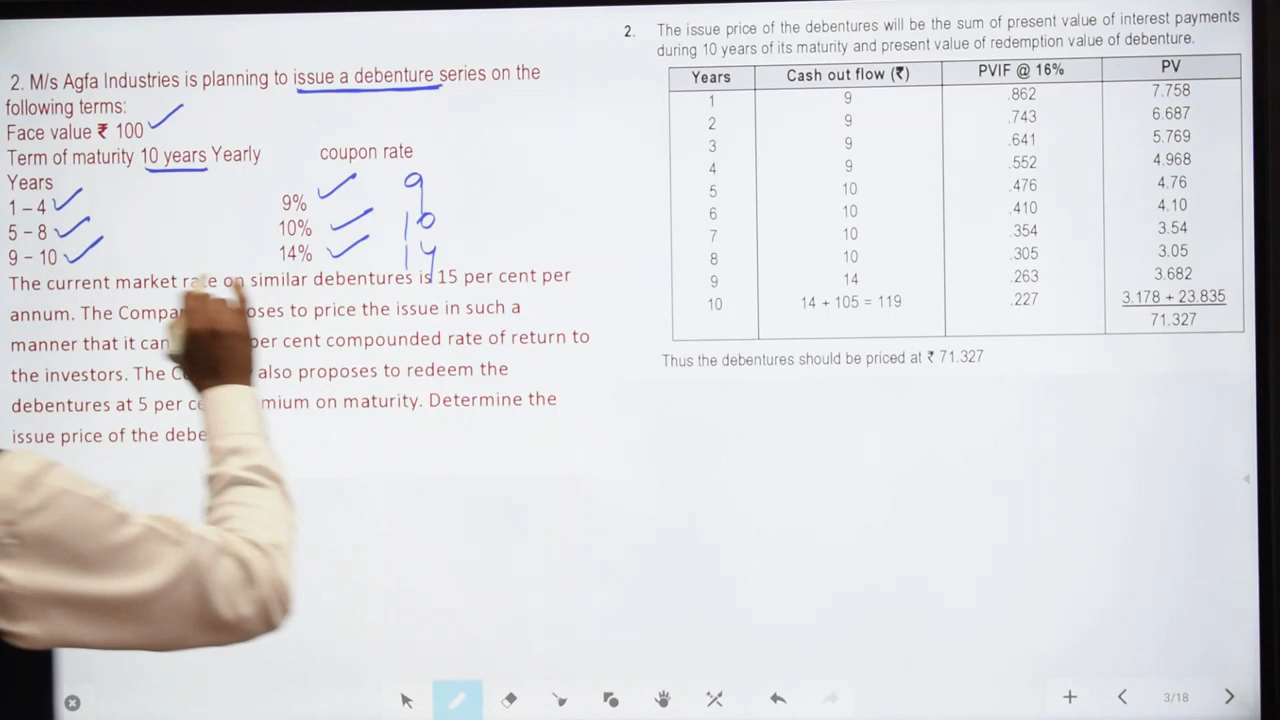 2. M/s Agfa Industries is planning to issue a debenture series on the
following terms:
Face value ₹ 100
Term of maturity 10 years Yearly coupon rate
Years
1 – 4 9% 9
5 – 8 10% 10
9 – 10 14% 14
The current market rate on similar debentures is 15 per cent per
annum. The oses to price the issue in such a
manner that it can per cent compounded rate of return to
the investors. The also proposes to redeem the
debentures at 5 per mium on maturity. Determine the
issue price of the
2. The issue price of the debentures will be the sum of present value of interest payments
during 10 years of its maturity and present value of redemption value of debenture.
Years Cash out flow (₹) PVIF @ 16% PV
1 9 .862 7.758
2 9 .743 6.687
3 9 .641 5.769
4 9 .552 4.968
5 10 .476 4.76
6 10 .410 4.10
7 10 .354 3.54
8 10 .305 3.05
9 14 .263 3.682
10 14 + 105 = 119 .227 3.178 + 23.835
71.327
Thus the debentures should be priced at ₹ 71.327
3/18